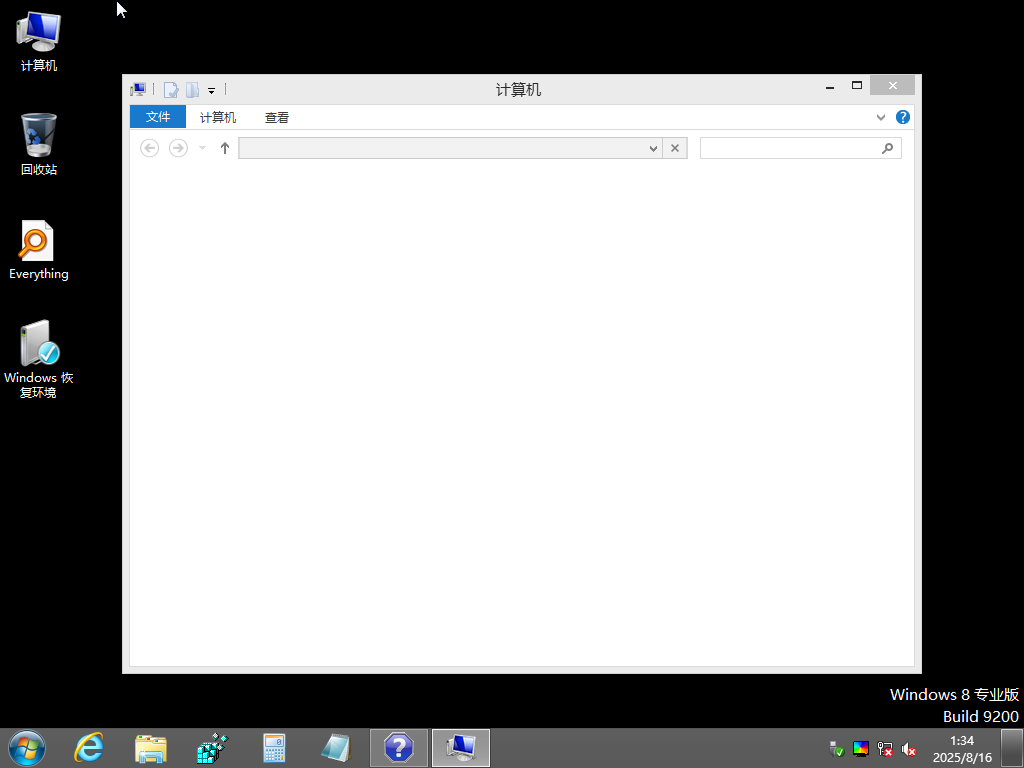 计算机
回收站
Everything
Windows 恢
复环境
计算机
文件
计算机
查看
Windows 8 专业版
Build 9200
1:34
2025/8/16